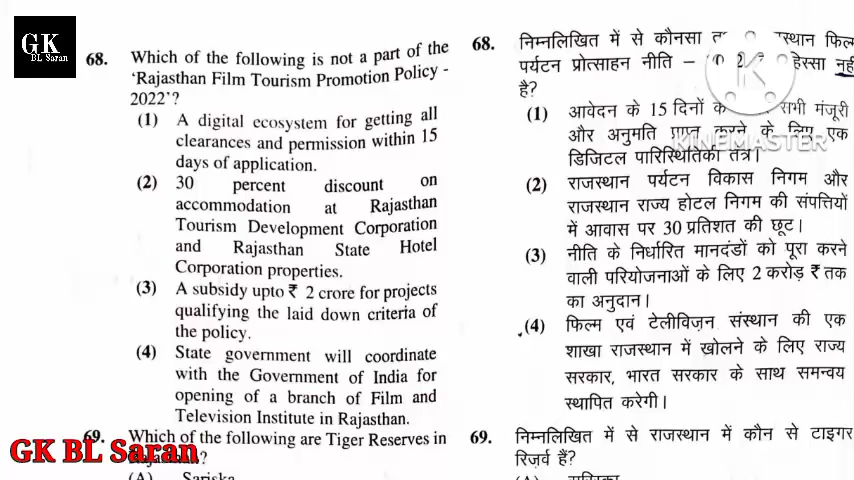 GK
BL Saran
68. Which of the following is not a part of the
'Rajasthan Film Tourism Promotion Policy -
2022'?
(1) A digital ecosystem for getting all
clearances and permission within 15
days of application.
(2) 30 percent discount on
accommodation at Rajasthan
Tourism Development Corporation
and Rajasthan State Hotel
Corporation properties.
(3) A subsidy upto ₹ 2 crore for projects
qualifying the laid down criteria of
the policy.
(4) State government will coordinate
with the Government of India for
opening of a branch of Film and
Television Institute in Rajasthan.
69. Which of the following are Tiger Reserves in
(A) Sariska
68. निम्नलिखित में से कौनसा फिल्म
पर्यटन प्रोत्साहन नीति –
है?
(1) आवेदन के 15 दिनों के सभी मंजूरी
और अनुमति प्राप्त करने के लिए एक
डिजिटल पारिस्थितिकी तंत्र।
(2) राजस्थान पर्यटन विकास निगम और
राजस्थान राज्य होटल निगम की संपत्तियों
में आवास पर 30 प्रतिशत की छूट।
(3) नीति के निर्धारित मानदंडों को पूरा करने
वाली परियोजनाओं के लिए 2 करोड़ ₹ तक
का अनुदान।
(4) फिल्म एवं टेलीविज़न संस्थान की एक
शाखा राजस्थान में खोलने के लिए राज्य
सरकार, भारत सरकार के साथ समन्वय
स्थापित करेगी।
69. निम्नलिखित में से राजस्थान में कौन से टाइगर
रिज़र्व हैं?
KINEMASTER
GK BL Saran